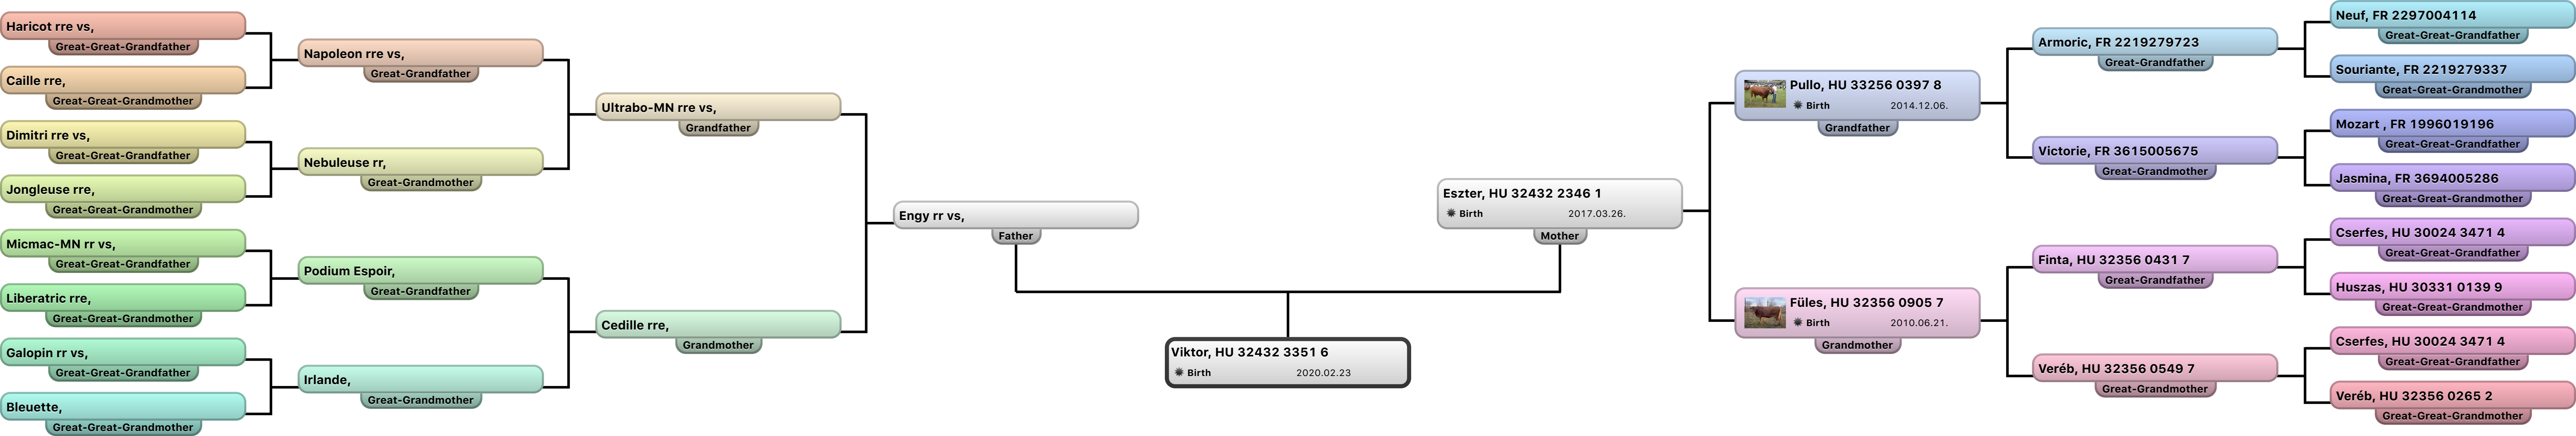 Haricot rre vs,
Great-Great-Grandfather
Caille rre,
Great-Great-Grandmother
Dimitri rre vs,
Great-Great-Grandfather
Jongleuse rre,
Great-Great-Grandmother
Micmac-MN rr vs,
Great-Great-Grandfather
Liberatric rre,
Great-Great-Grandmother
Galopin rr vs,
Great-Great-Grandfather
Bleuette,
Great-Great-Grandmother
Napoleon rre vs,
Great-Grandfather
Nebuleuse rr,
Great-Grandmother
Podium Espoir,
Great-Grandfather
Irlande,
Great-Grandmother
Ultrabo-MN rre vs,
Grandfather
Cedille rre,
Grandmother
Engy rr vs,
Father
Viktor, HU 32432 3351 6
Birth 2020.02.23
Eszter, HU 32432 2346 1
Birth 2017.03.26.
Mother
Pullo, HU 33256 0397 8
Birth 2014.12.06.
Grandfather
Füles, HU 32356 0905 7
Birth 2010.06.21.
Grandmother
Armoric, FR 2219279723
Great-Grandfather
Victorie, FR 3615005675
Great-Grandmother
Finta, HU 32356 0431 7
Great-Grandfather
Veréb, HU 32356 0549 7
Great-Grandmother
Neuf, FR 2297004114
Great-Great-Grandfather
Souriante, FR 2219279337
Great-Great-Grandmother
Mozart , FR 1996019196
Great-Great-Grandfather
Jasmina, FR 3694005286
Great-Great-Grandmother
Cserfes, HU 30024 3471 4
Great-Great-Grandfather
Huszas, HU 30331 0139 9
Great-Great-Grandmother
Cserfes, HU 30024 3471 4
Great-Great-Grandfather
Veréb, HU 32356 0265 2
Great-Great-Grandmother